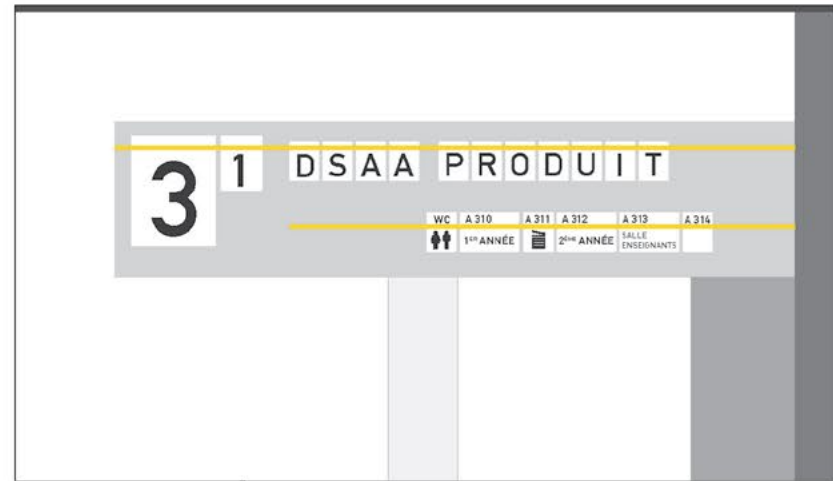 3 1 DSAA PRODUIT
WC A 310 A 311 A 312 A 313 A 314
1ER ANNÉE 2ÈME ANNÉE SALLE
ENSEIGNANTS